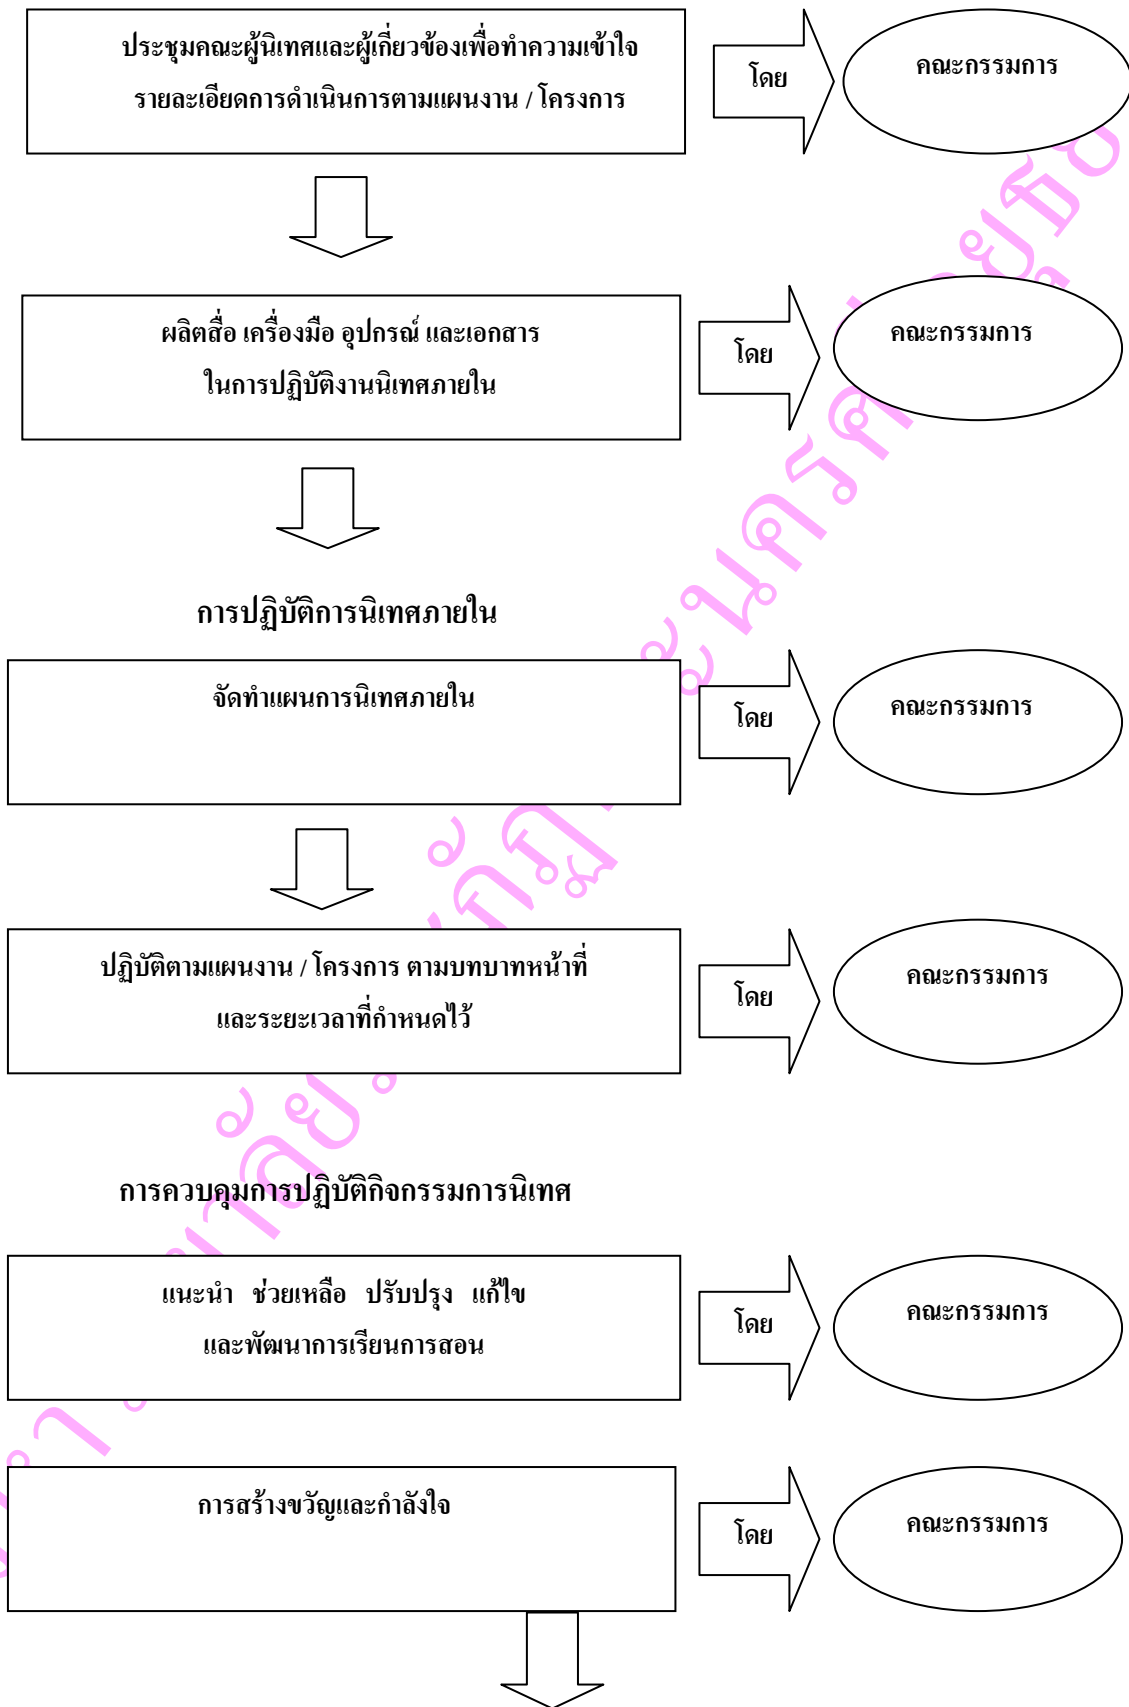 ประชุมคณะผู้นิเทศและผู้เกี่ยวข้องเพื่อทำความเข้าใจ
รายละเอียดการดำเนินการตามแผนงาน / โครงการ
โดย
คณะกรรมการ
ผลิตสื่อ เครื่องมือ อุปกรณ์ และเอกสาร
ในการปฏิบัติงานนิเทศภายใน
โดย
คณะกรรมการ
การปฏิบัติการนิเทศภายใน
จัดทำแผนการนิเทศภายใน
โดย
คณะกรรมการ
ปฏิบัติตามแผนงาน / โครงการ ตามบทบาทหน้าที่
และระยะเวลาที่กำหนดไว้
โดย
คณะกรรมการ
การควบคุมการปฏิบัติกิจกรรมการนิเทศ
แนะนำ ช่วยเหลือ ปรับปรุง แก้ไข
และพัฒนาการเรียนการสอน
โดย
คณะกรรมการ
การสร้างขวัญและกำลังใจ
โดย
คณะกรรมการ